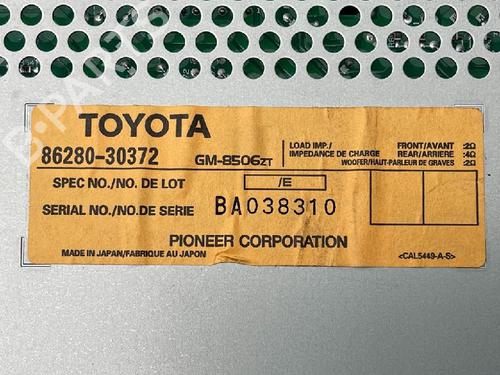 B-PARTS
TOYOTA
86280-30372 GM-8506ZT
LOAD IMP./ FRONT/AVANT :2Ω
IMPEDANCE DE CHARGE REAR/ARRIERE :4Ω
WOOFER/HAUT-PARLEUR DE GRAVES :2Ω
SPEC NO./NO. DE LOT /E
SERIAL NO./NO.DE SERIE BA038310
PIONEER CORPORATION
MADE IN JAPAN/FABRIQUE AU JAPON <CAL5449-A-S>